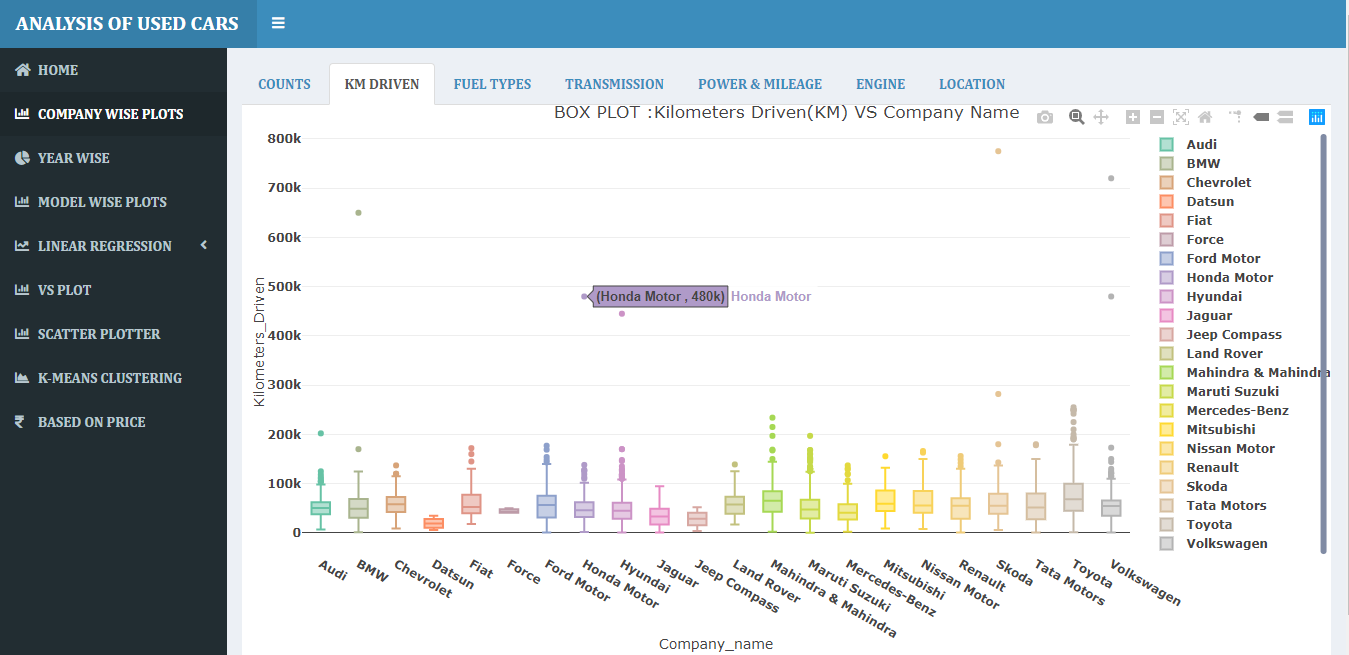 ANALYSIS OF USED CARS
HOME
COMPANY WISE PLOTS
YEAR WISE
MODEL WISE PLOTS
LINEAR REGRESSION
VS PLOT
SCATTER PLOTTER
K-MEANS CLUSTERING
BASED ON PRICE
COUNTS KM DRIVEN FUEL TYPES TRANSMISSION POWER & MILEAGE ENGINE LOCATION
BOX PLOT :Kilometers Driven(KM) VS Company Name
Kilometers_Driven
800k
700k
600k
500k
400k
300k
200k
100k
0
(Honda Motor , 480k) Honda Motor
Audi
BMW
Chevrolet
Datsun
Fiat
Force
Ford Motor
Honda Motor
Hyundai
Jaguar
Jeep Compass
Land Rover
Mahindra & Mahindra
Maruti Suzuki
Mercedes-Benz
Mitsubishi
Nissan Motor
Renault
Skoda
Tata Motors
Toyota
Volkswagen
Company_name
Audi
BMW
Chevrolet
Datsun
Fiat
Force
Ford Motor
Honda Motor
Hyundai
Jaguar
Jeep Compass
Land Rover
Mahindra & Mahindra
Maruti Suzuki
Mercedes-Benz
Mitsubishi
Nissan Motor
Renault
Skoda
Tata Motors
Toyota
Volkswagen